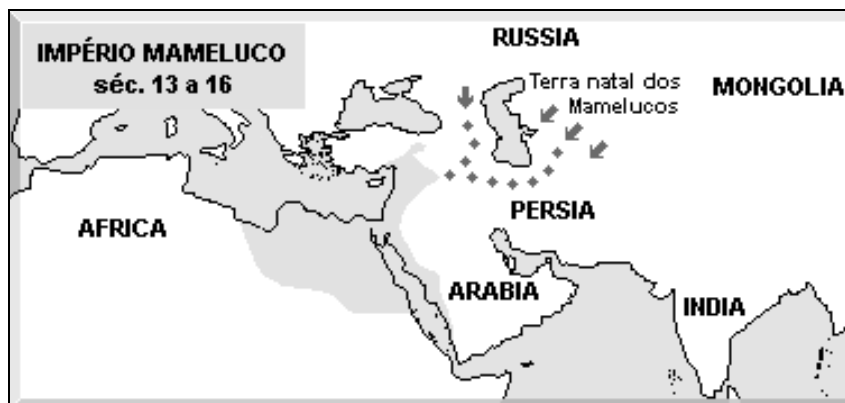 IMPÉRIO MAMELUCO
séc. 13 a 16
RUSSIA
Terra natal dos
Mamelucos
MONGOLIA
AFRICA
PERSIA
ARABIA
INDIA